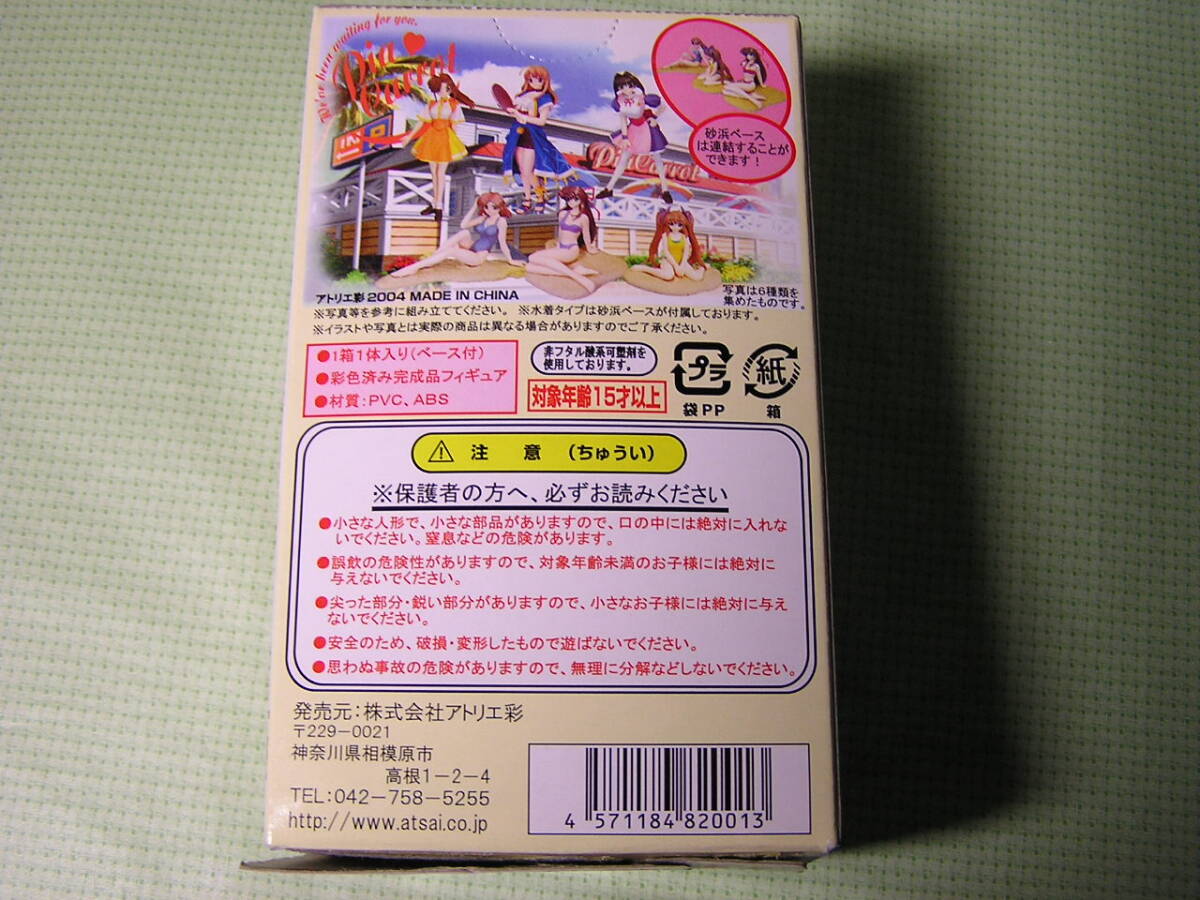 We've been waiting for you.
Pia
Carrot
IN
Pia Carrot
砂浜ベース
は連結することが
できます!
写真は6種類を
集めたものです。
アトリエ彩 2004 MADE IN CHINA
※写真等を参考に組み立ててください。 ※水着タイプは砂浜ベースが付属しております。
※イラストや写真とは実際の商品は異なる場合がありますのでご了承ください。
●1箱1体入り(ベース付)
●彩色済み完成品フィギュア
●材質:PVC、ABS
非フタル酸系可塑剤を
使用しております。
対象年齢15才以上
プラ
袋PP
紙
箱
注 意 (ちゅうい)
※保護者の方へ、必ずお読みください
●小さな人形で、小さな部品がありますので、口の中には絶対に入れな
いでください。窒息などの危険があります。
●誤飲の危険性がありますので、対象年齢未満のお子様には絶対に
与えないでください。
●尖った部分・鋭い部分がありますので、小さなお子様には絶対に与え
ないでください。
●安全のため、破損・変形したもので遊ばないでください。
●思わぬ事故の危険がありますので、無理に分解などしないでください。
発売元:株式会社アトリエ彩
〒229-0021
神奈川県相模原市
高根1-2-4
TEL:042-758-5255
http://www.atsai.co.jp
4 571184 820013